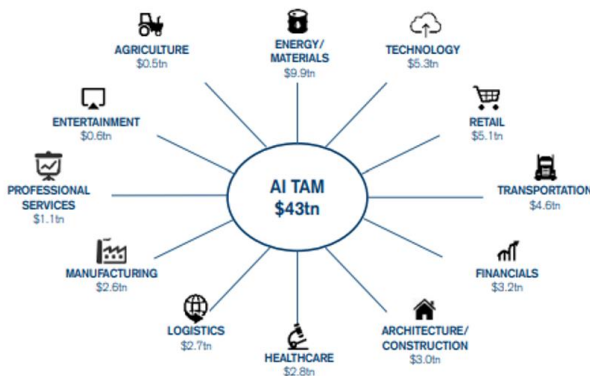 AGRICULTURE
$0.5tn
ENERGY/
MATERIALS
$9.9tn
TECHNOLOGY
$5.3tn
ENTERTAINMENT
$0.6tn
RETAIL
$5.1tn
PROFESSIONAL
SERVICES
$1.1tn
AI TAM
$43tn
TRANSPORTATION
$4.6tn
MANUFACTURING
$2.6tn
FINANCIALS
$3.2tn
LOGISTICS
$2.7tn
HEALTHCARE
$2.8tn
ARCHITECTURE/
CONSTRUCTION
$3.0tn